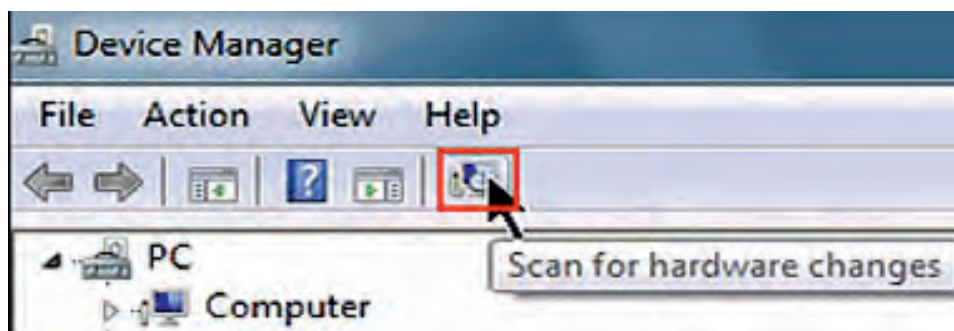 Device Manager
File Action View Help
?
Scan for hardware changes
PC
Computer